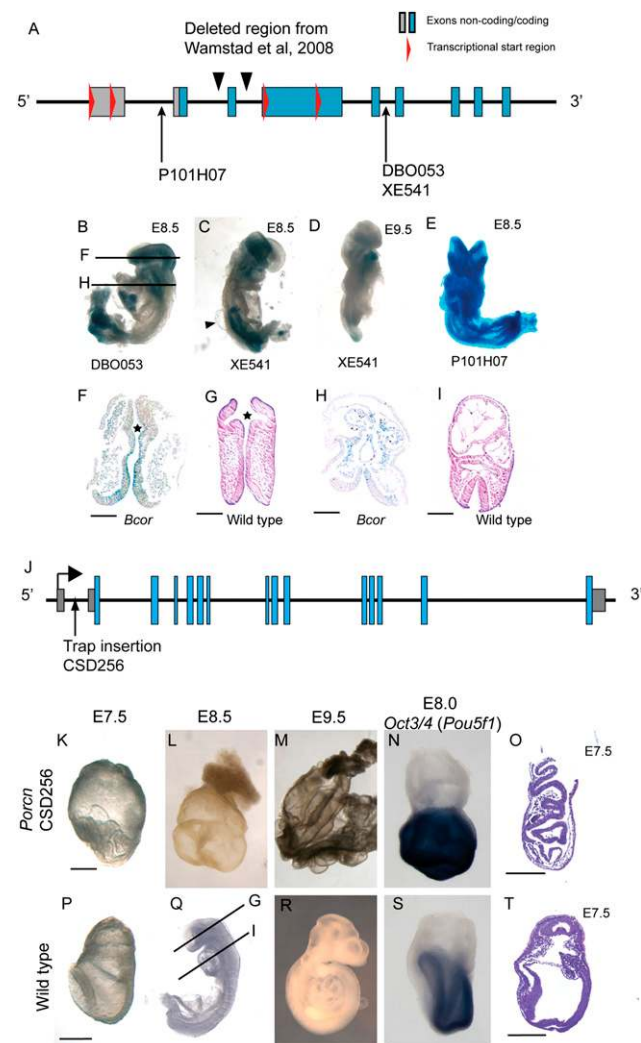 A
Deleted region from
Wamstad et al, 2008
Exons non-coding/coding
Transcriptional start region
5’
3’
P101H07
DBO053
XE541
B
E8.5
C
E8.5
D
E9.5
E
E8.5
F
H
DBO053
XE541
XE541
P101H07
F
G
H
I
Bcor
Wild type
Bcor
Wild type
J
5’
3’
Trap insertion
CSD256
E7.5
E8.5
E9.5
E8.0
Oct3/4 (Pou5f1)
Porcn
CSD256
K
L
M
N
O
E7.5
Wild type
P
Q
G
I
R
S
T
E7.5